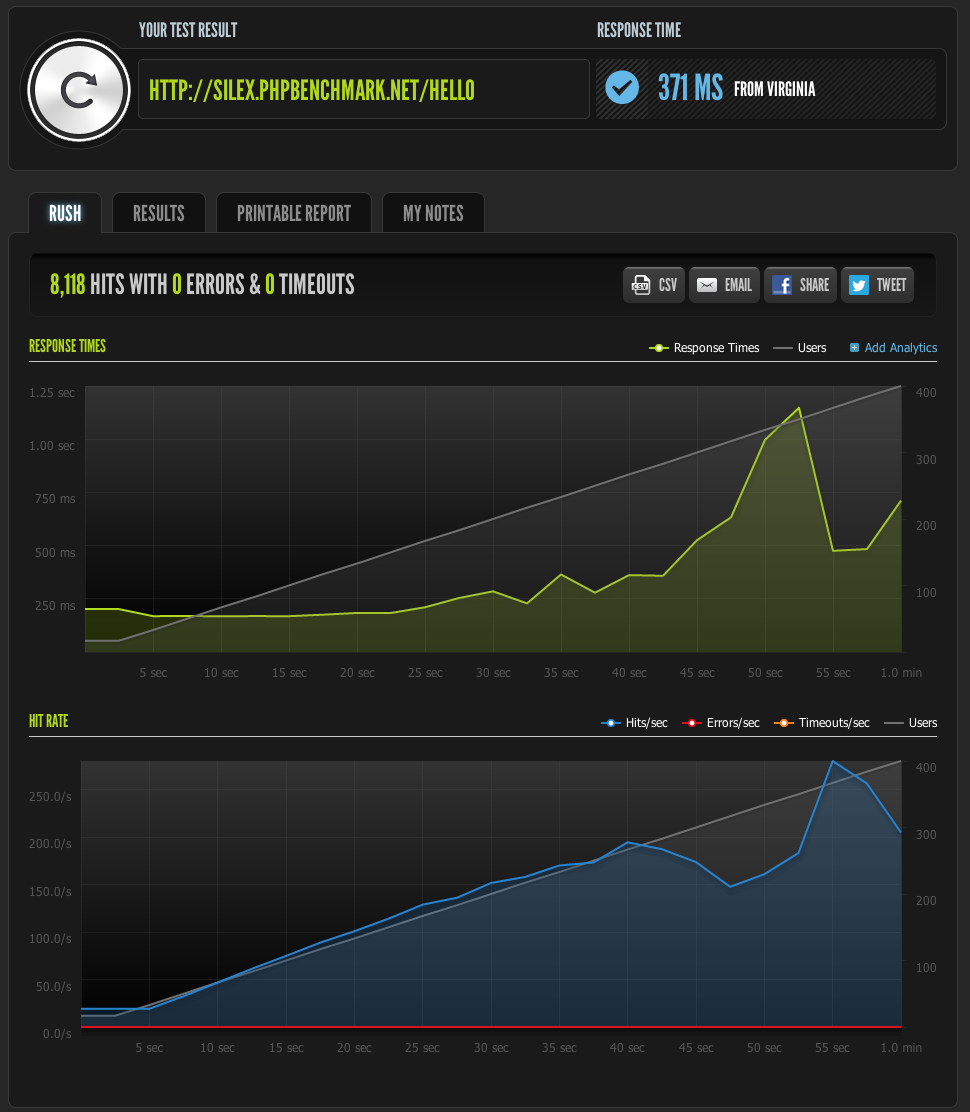 YOUR TEST RESULT
RESPONSE TIME
HTTP://SILEX.PHPBENCHMARK.NET/HELLO
371 MS FROM VIRGINIA
RUSH
RESULTS
PRINTABLE REPORT
MY NOTES
8,118 HITS WITH 0 ERRORS & 0 TIMEOUTS
CSV CSV
EMAIL
f SHARE
TWEET
RESPONSE TIMES
Response Times
Users
Add Analytics
1.25 sec
1.00 sec
750 ms
500 ms
250 ms
400
300
200
100
5 sec 10 sec 15 sec 20 sec 25 sec 30 sec 35 sec 40 sec 45 sec 50 sec 55 sec 1.0 min
HIT RATE
Hits/sec
Errors/sec
Timeouts/sec
Users
250.0/s
200.0/s
150.0/s
100.0/s
50.0/s
0.0/s
400
300
200
100
5 sec 10 sec 15 sec 20 sec 25 sec 30 sec 35 sec 40 sec 45 sec 50 sec 55 sec 1.0 min